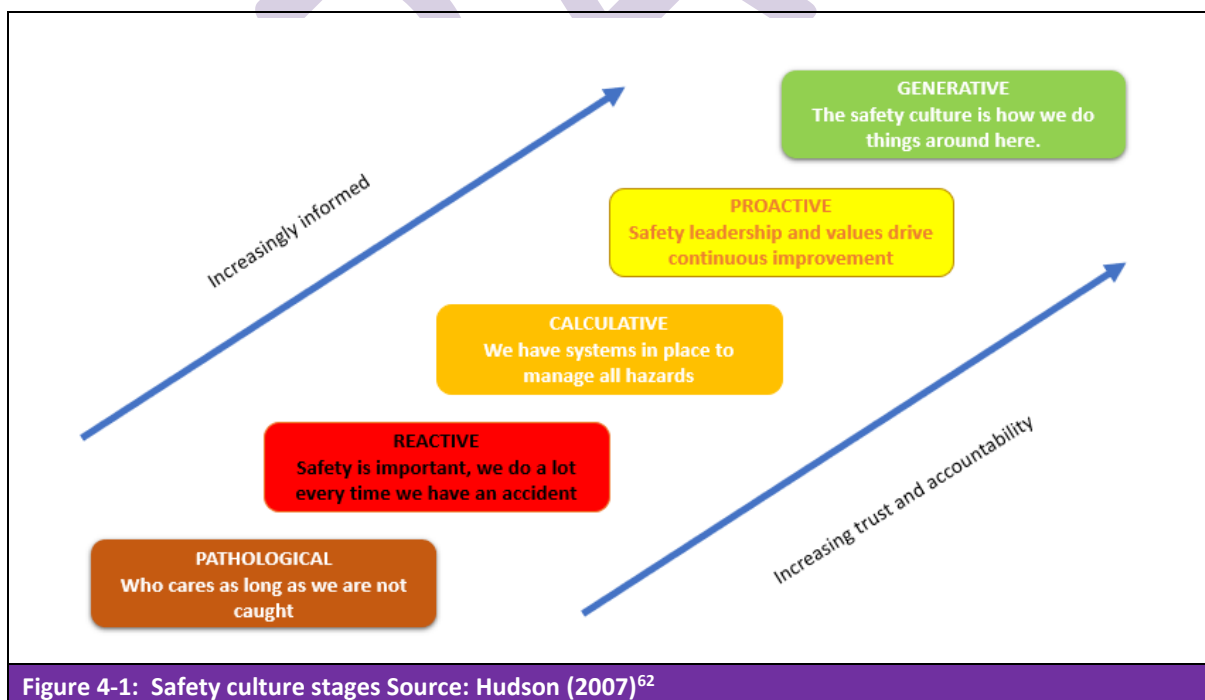 GENERATIVE
The safety culture is how we do
things around here.
Increasingly informed
PROACTIVE
Safety leadership and values drive
continuous improvement
CALCULATIVE
We have systems in place to
manage all hazards
REACTIVE
Safety is important, we do a lot
every time we have an accident
Increasing trust and accountability
PATHOLOGICAL
Who cares as long as we are not
caught
Figure 4-1: Safety culture stages Source: Hudson (2007)62